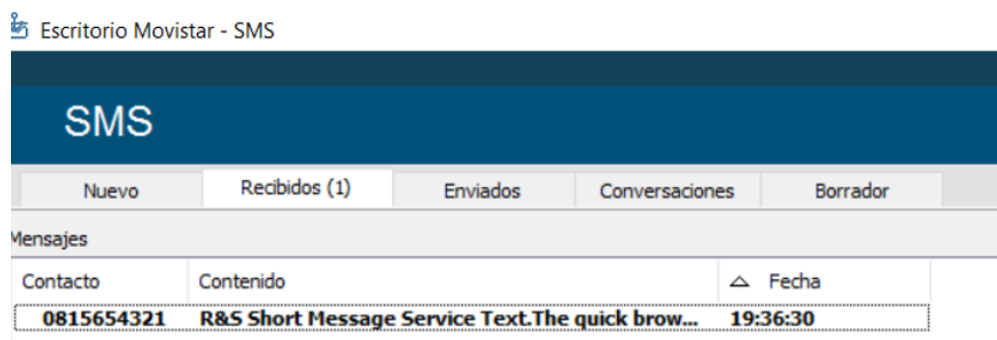 Escritorio Movistar - SMS
SMS
Nuevo Recibidos (1) Enviados Conversaciones Borrador
Mensajes
Contacto Contenido Fecha
0815654321 R&S Short Message Service Text.The quick brow... 19:36:30